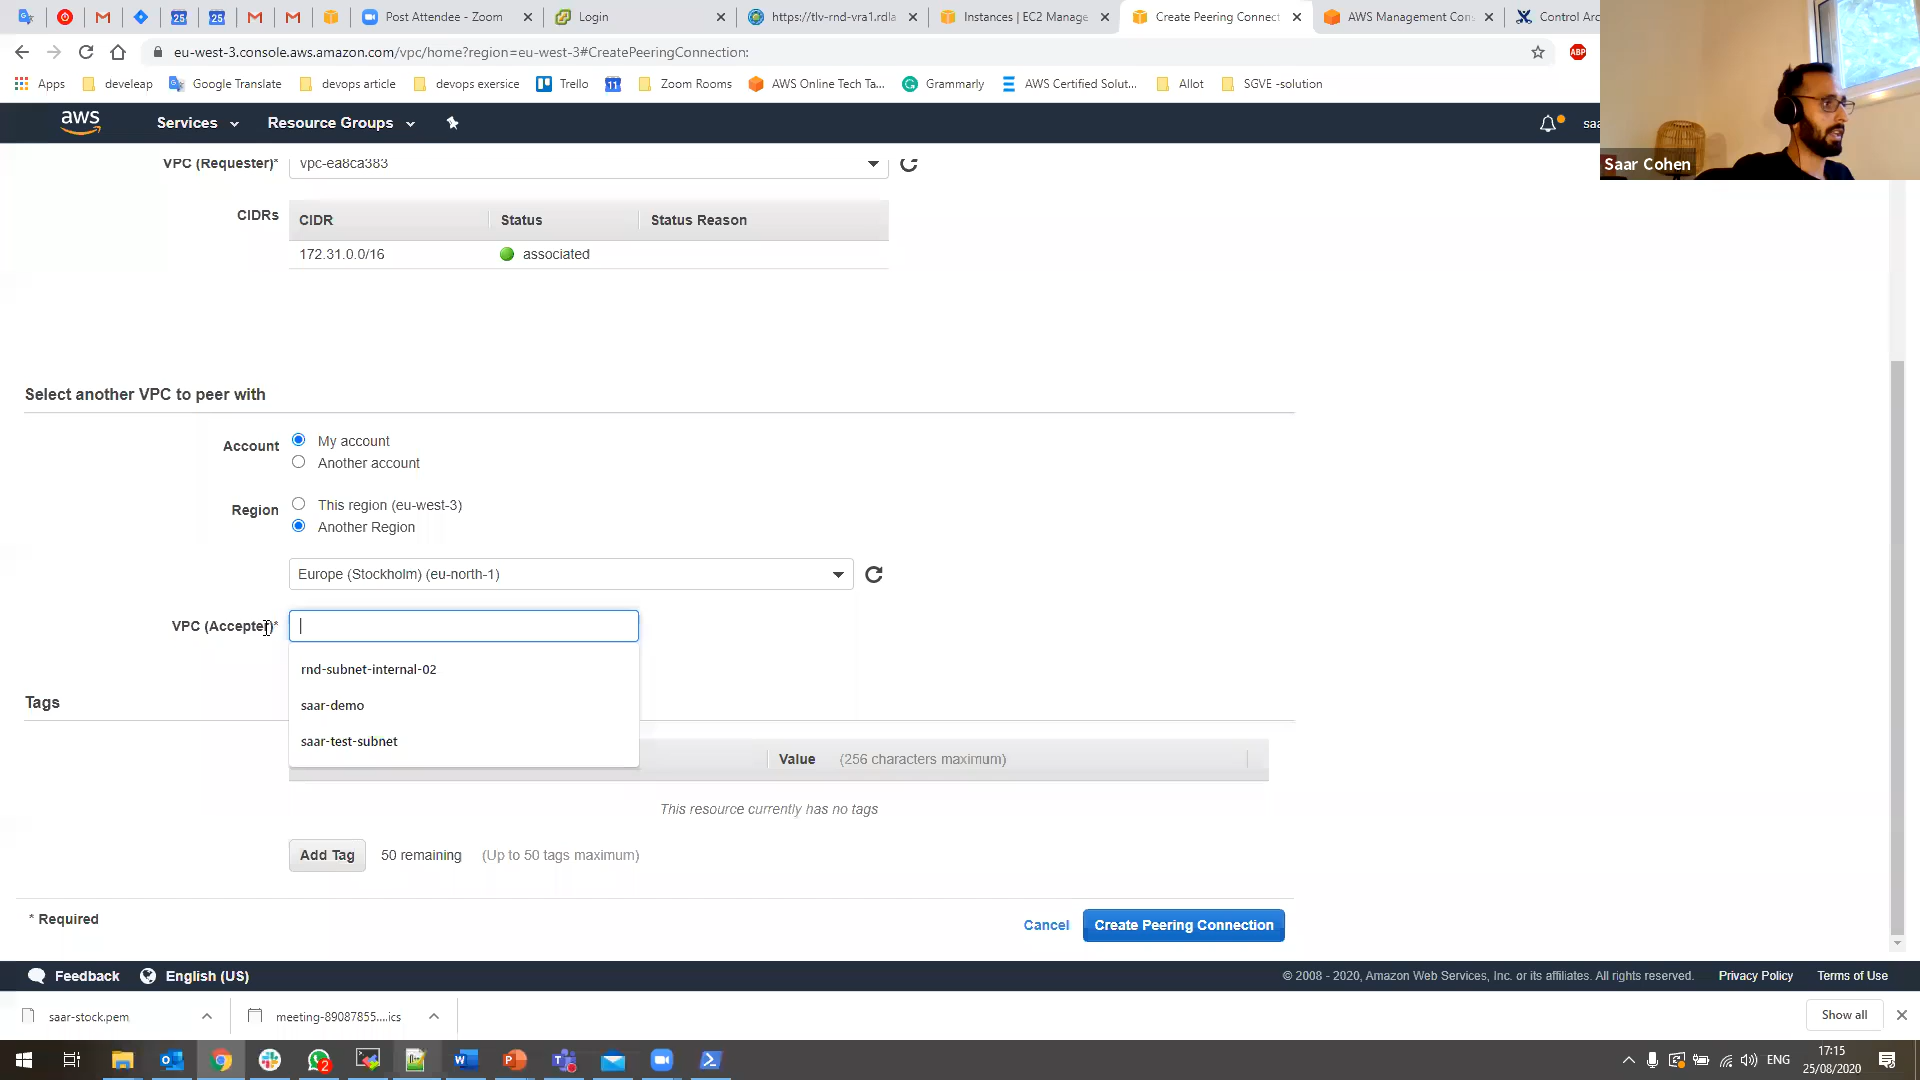 Post Attendee - Zoom
Login
https://tlv-rnd-vra1.rdla
Instances | EC2 Manage
Create Peering Connect
AWS Management Con
Control Arc
eu-west-3.console.aws.amazon.com/vpc/home?region=eu-west-3#CreatePeeringConnection:
ABP
Apps
develeap
Google Translate
devops article
devops exersice
Trello
11
Zoom Rooms
AWS Online Tech Ta...
Grammarly
AWS Certified Solut...
Allot
SGVE -solution
aws
Services
Resource Groups
saa
Saar Cohen
VPC (Requester)*
vpc-ea8ca383
CIDRs
CIDR
Status
Status Reason
172.31.0.0/16
associated
Select another VPC to peer with
Account
My account
Another account
Region
This region (eu-west-3)
Another Region
Europe (Stockholm) (eu-north-1)
VPC (Accepter)*
rnd-subnet-internal-02
saar-demo
saar-test-subnet
Tags
Value
(256 characters maximum)
This resource currently has no tags
Add Tag
50 remaining
(Up to 50 tags maximum)
* Required
Cancel
Create Peering Connection
Feedback
English (US)
© 2008 - 2020, Amazon Web Services, Inc. or its affiliates. All rights reserved.
Privacy Policy
Terms of Use
saar-stock.pem
meeting-89087855....ics
Show all
2
ENG
17:15
25/08/2020